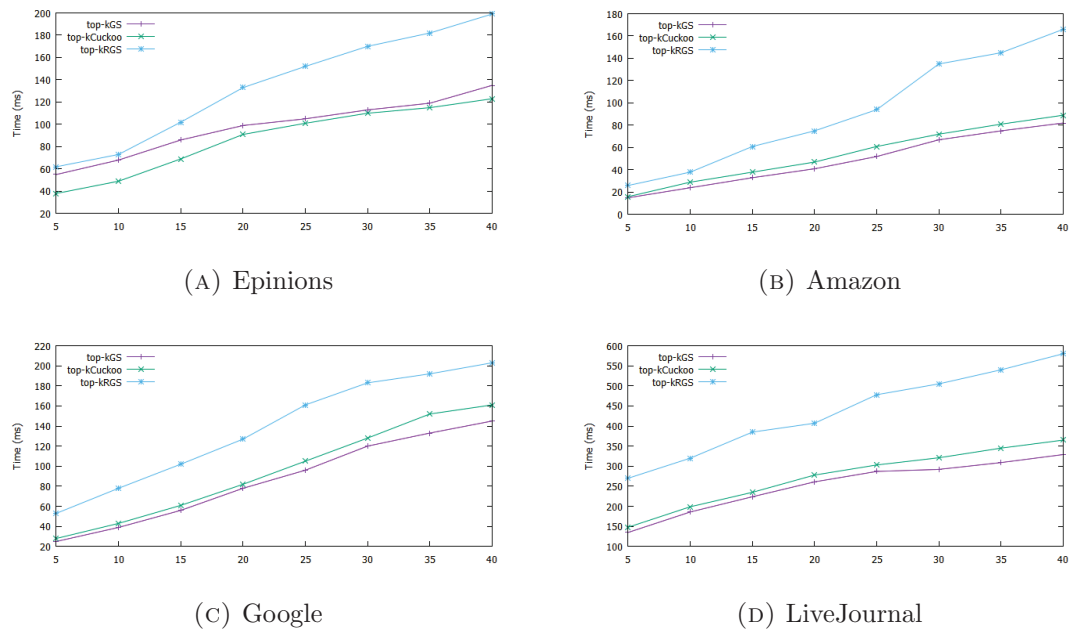 200
180
160
140
120
100
80
60
40
20
Time (ms)
top-kGS
top-kCuckoo
top-kRGS
5 10 15 20 25 30 35 40
(A) Epinions
180
160
140
120
100
80
60
40
20
0
Time (ms)
top-kGS
top-kCuckoo
top-kRGS
5 10 15 20 25 30 35 40
(B) Amazon
220
200
180
160
140
120
100
80
60
40
20
Time (ms)
top-kGS
top-kCuckoo
top-kRGS
5 10 15 20 25 30 35 40
(C) Google
600
550
500
450
400
350
300
250
200
150
100
Time (ms)
top-kGS
top-kCuckoo
top-kRGS
5 10 15 20 25 30 35 40
(D) LiveJournal